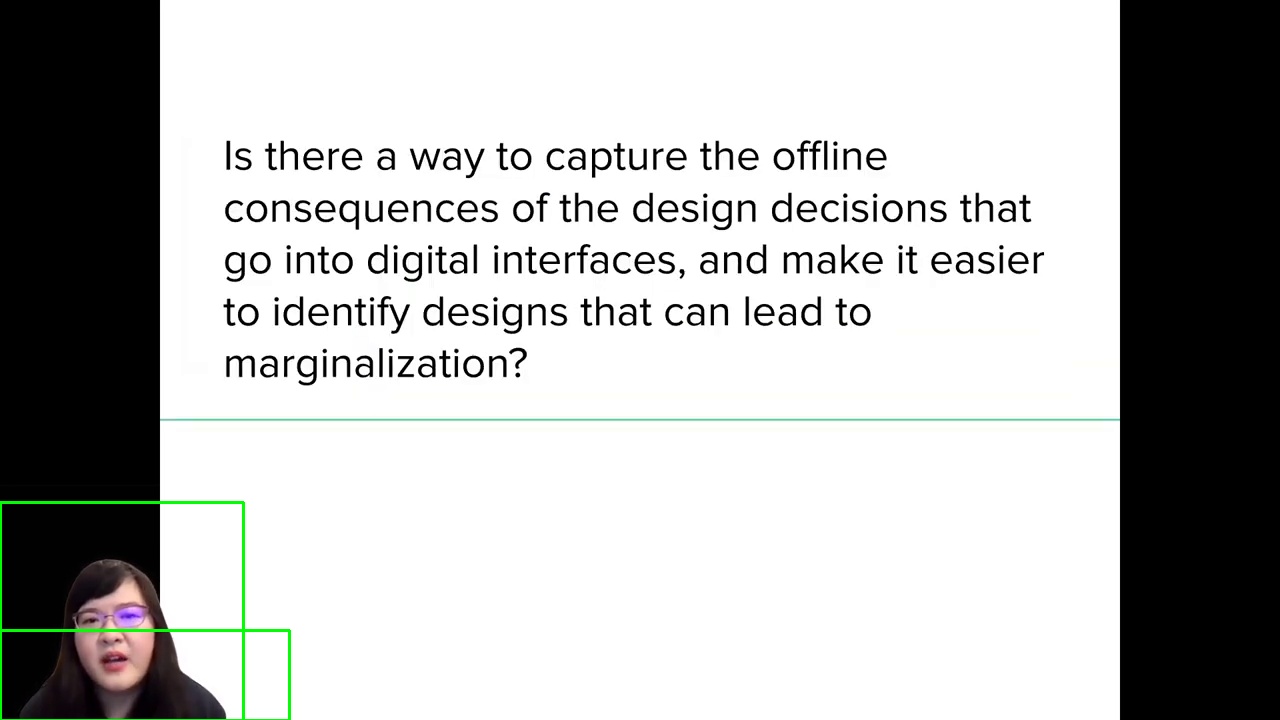 Is there a way to capture the offline
consequences of the design decisions that
go into digital interfaces, and make it easier
to identify designs that can lead to
marginalization?